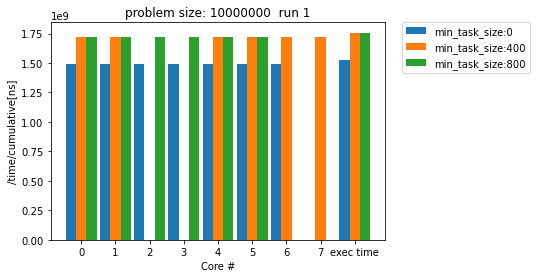 problem size: 10000000  run 1
1e9
1.75
1.50
1.25
1.00
0.75
0.50
0.25
0.00
/time/cumulative[ns]
0 1 2 3 4 5 6 7 exec time
Core #
min_task_size:0
min_task_size:400
min_task_size:800